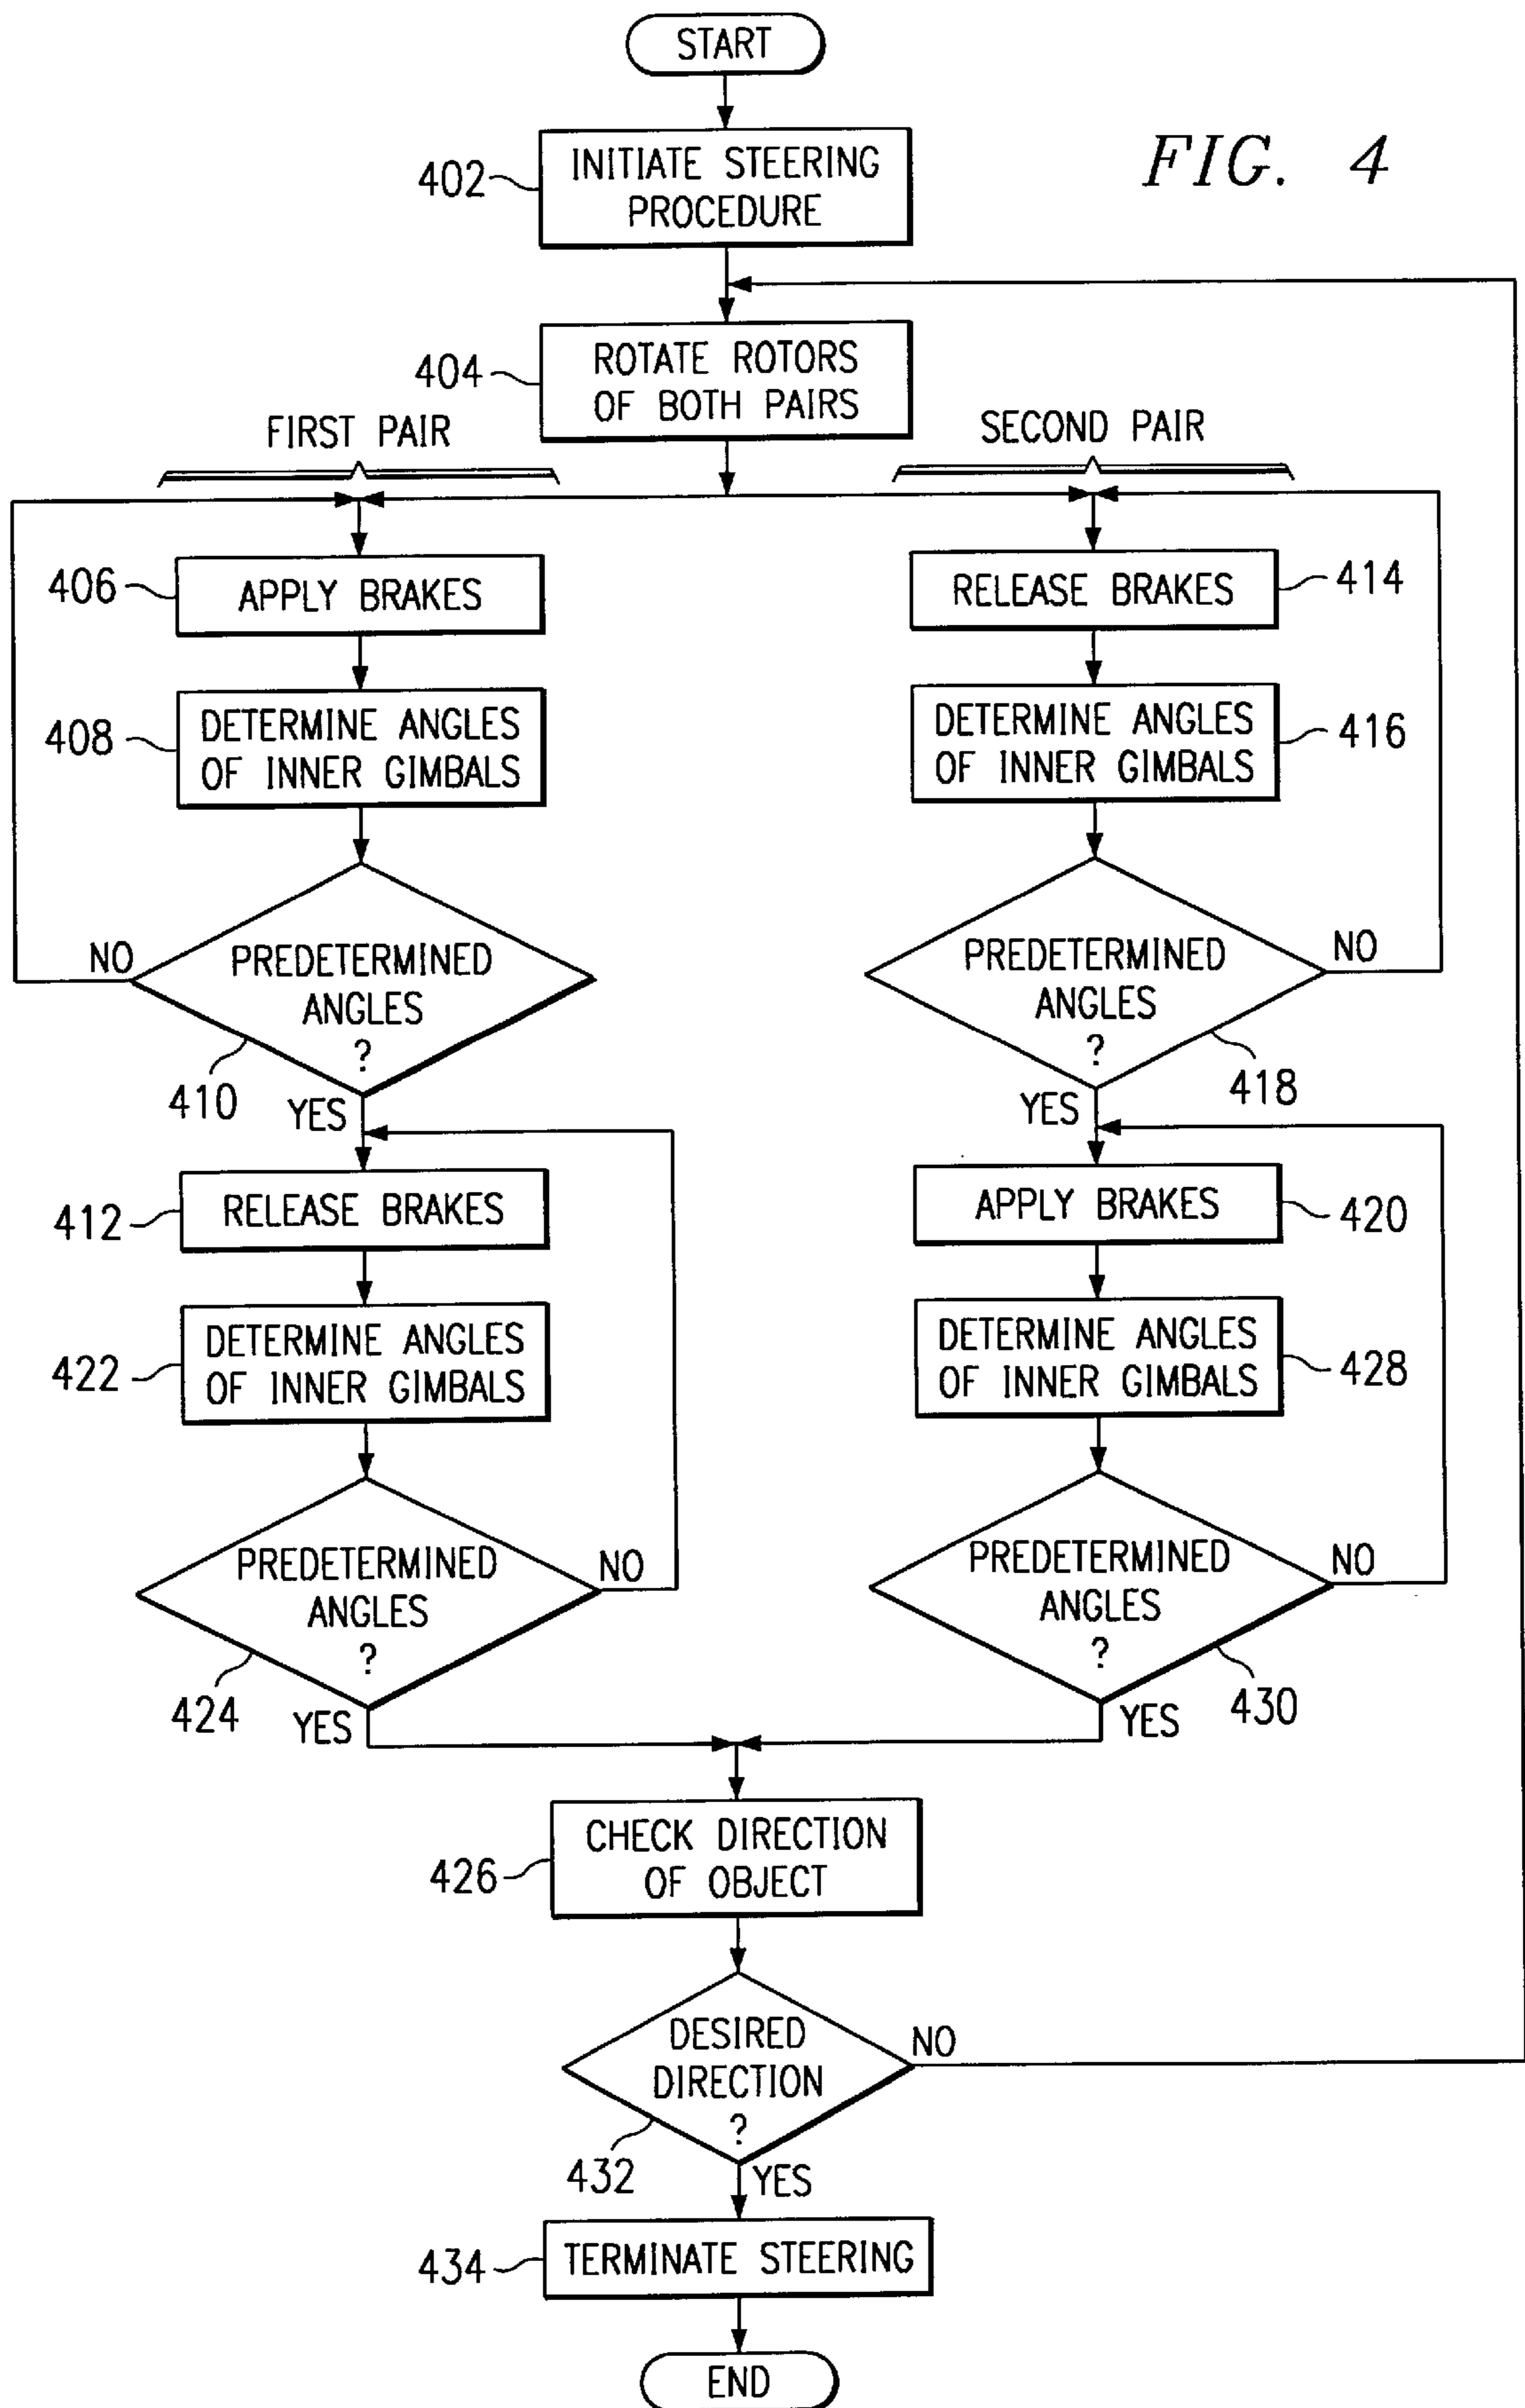 START
FIG. 4
402
INITIATE STEERING
PROCEDURE
404
ROTATE ROTORS
OF BOTH PAIRS
FIRST PAIR
SECOND PAIR
406
APPLY BRAKES
RELEASE BRAKES
414
408
DETERMINE ANGLES
OF INNER GIMBALS
DETERMINE ANGLES
OF INNER GIMBALS
416
NO
PREDETERMINED
ANGLES
?
410
YES
PREDETERMINED
ANGLES
?
NO
418
YES
412
RELEASE BRAKES
APPLY BRAKES
420
422
DETERMINE ANGLES
OF INNER GIMBALS
DETERMINE ANGLES
OF INNER GIMBALS
428
PREDETERMINED
ANGLES
?
NO
424
YES
PREDETERMINED
ANGLES
?
NO
430
YES
426
CHECK DIRECTION
OF OBJECT
DESIRED
DIRECTION
?
NO
432
YES
434
TERMINATE STEERING
END